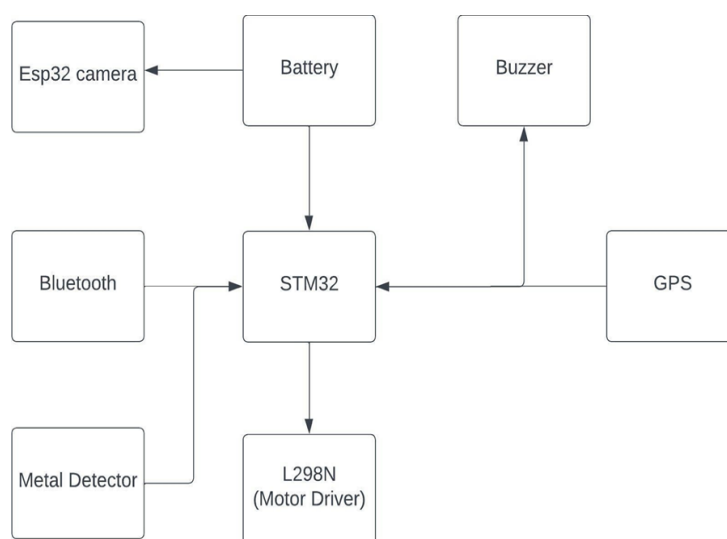 Esp32 camera
Battery
Buzzer
Bluetooth
STM32
GPS
Metal Detector
L298N
(Motor Driver)